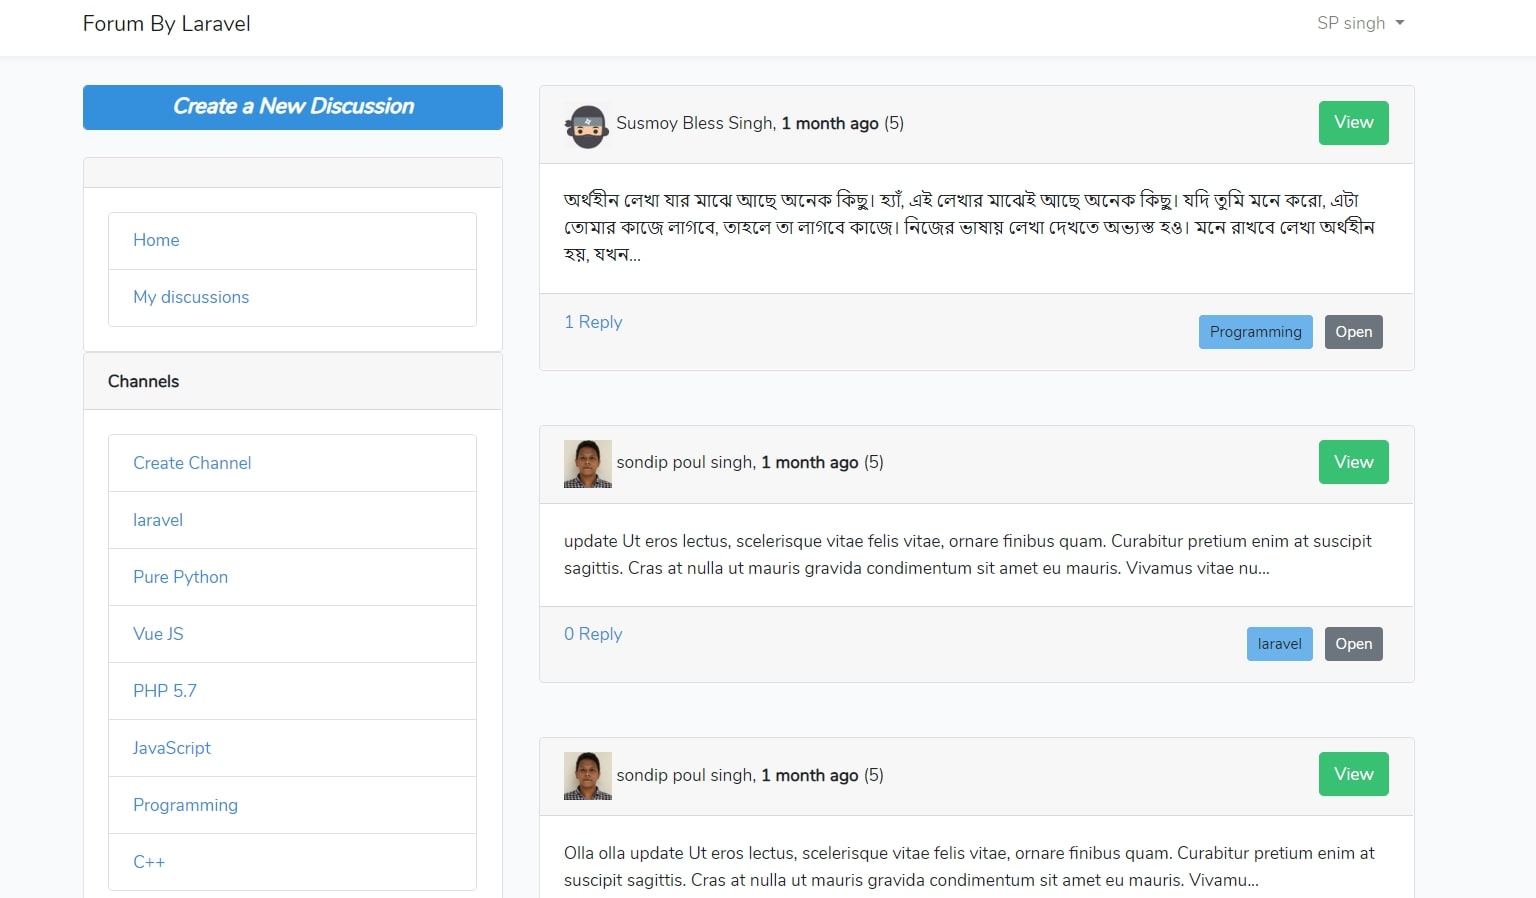 Forum By Laravel
SP singh
Create a New Discussion
Home
My discussions
Channels
Create Channel
laravel
Pure Python
Vue JS
PHP 5.7
JavaScript
Programming
C++
Susmoy Bless Singh, 1 month ago (5)
View
অর্থহীন লেখা যার মাঝে আছে অনেক কিছু। হ্যাঁ, এই লেখার মাঝেই আছে অনেক কিছু। যদি তুমি মনে করো, এটা
তোমার কাজে লাগবে, তাহলে তা লাগবে কাজে। নিজের ভাষায় লেখা দেখতে অভ্যস্ত হও। মনে রাখবে লেখা অর্থহীন
হয়, যখন...
1 Reply
Programming
Open
sondip poul singh, 1 month ago (5)
View
update Ut eros lectus, scelerisque vitae felis vitae, ornare finibus quam. Curabitur pretium enim at suscipit
sagittis. Cras at nulla ut mauris gravida condimentum sit amet eu mauris. Vivamus vitae nu...
0 Reply
laravel
Open
sondip poul singh, 1 month ago (5)
View
Olla olla update Ut eros lectus, scelerisque vitae felis vitae, ornare finibus quam. Curabitur pretium enim at
suscipit sagittis. Cras at nulla ut mauris gravida condimentum sit amet eu mauris. Vivamu...